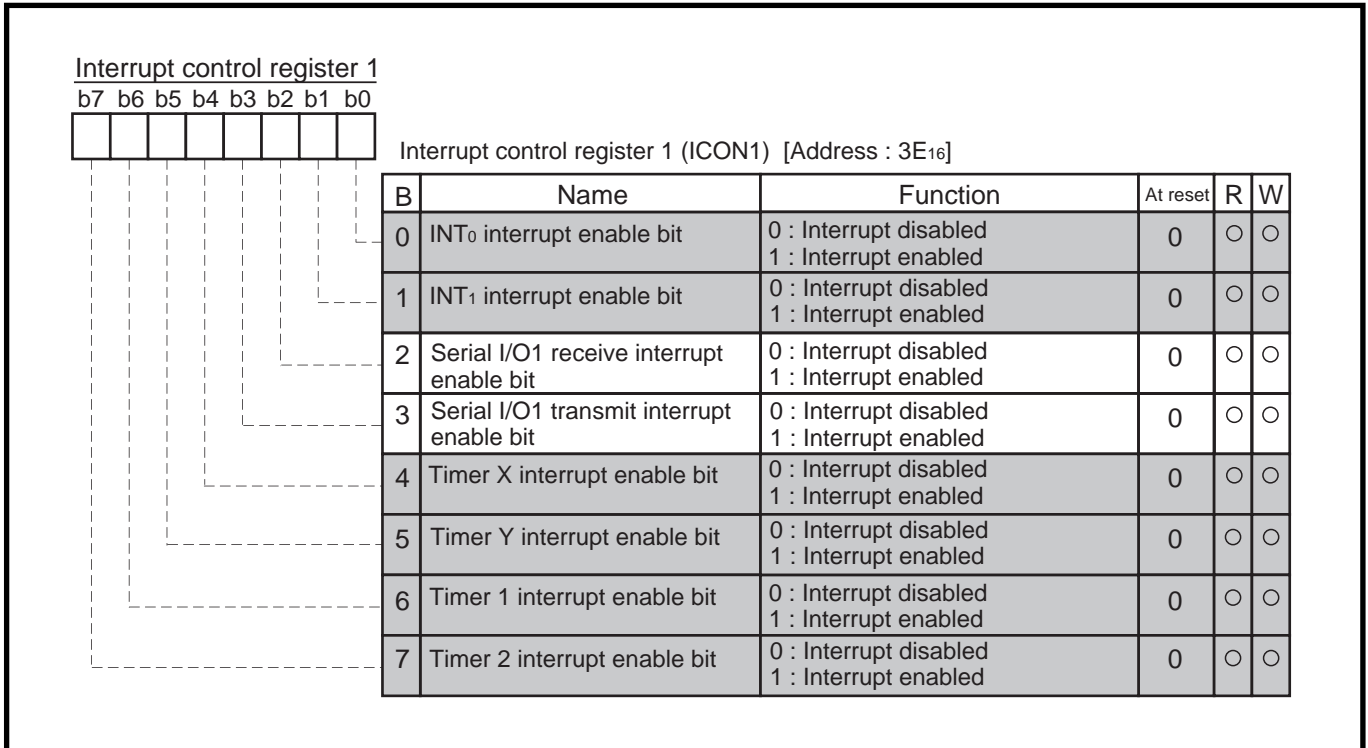 Interrupt control register 1
b7 b6 b5 b4 b3 b2 b1 b0
Interrupt control register 1 (ICON1) [Address : 3E16]
B Name Function At reset R W
0 INT0 interrupt enable bit 0 : Interrupt disabled 0 ○ ○
1 : Interrupt enabled
1 INT1 interrupt enable bit 0 : Interrupt disabled 0 ○ ○
1 : Interrupt enabled
2 Serial I/O1 receive interrupt 0 : Interrupt disabled 0 ○ ○
enable bit 1 : Interrupt enabled
3 Serial I/O1 transmit interrupt 0 : Interrupt disabled 0 ○ ○
enable bit 1 : Interrupt enabled
4 Timer X interrupt enable bit 0 : Interrupt disabled 0 ○ ○
1 : Interrupt enabled
5 Timer Y interrupt enable bit 0 : Interrupt disabled 0 ○ ○
1 : Interrupt enabled
6 Timer 1 interrupt enable bit 0 : Interrupt disabled 0 ○ ○
1 : Interrupt enabled
7 Timer 2 interrupt enable bit 0 : Interrupt disabled 0 ○ ○
1 : Interrupt enabled